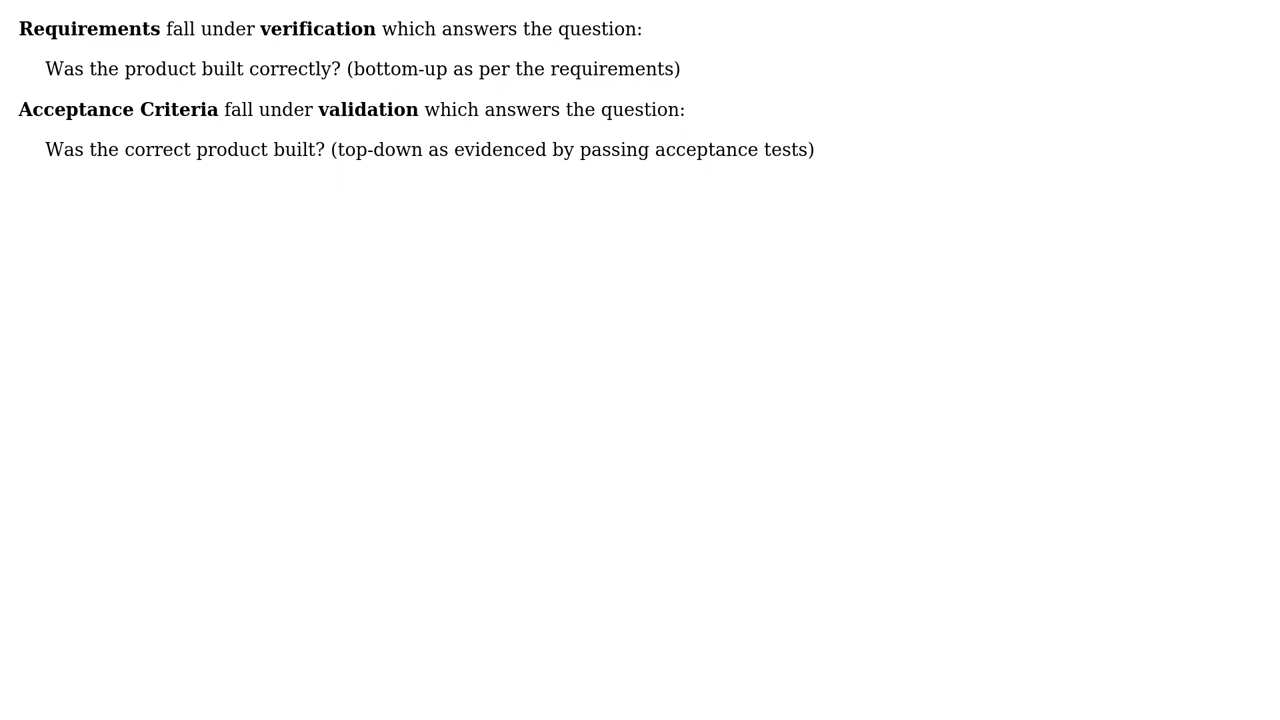 Requirements fall under verification which answers the question:
Was the product built correctly? (bottom-up as per the requirements)
Acceptance Criteria fall under validation which answers the question:
Was the correct product built? (top-down as evidenced by passing acceptance tests)